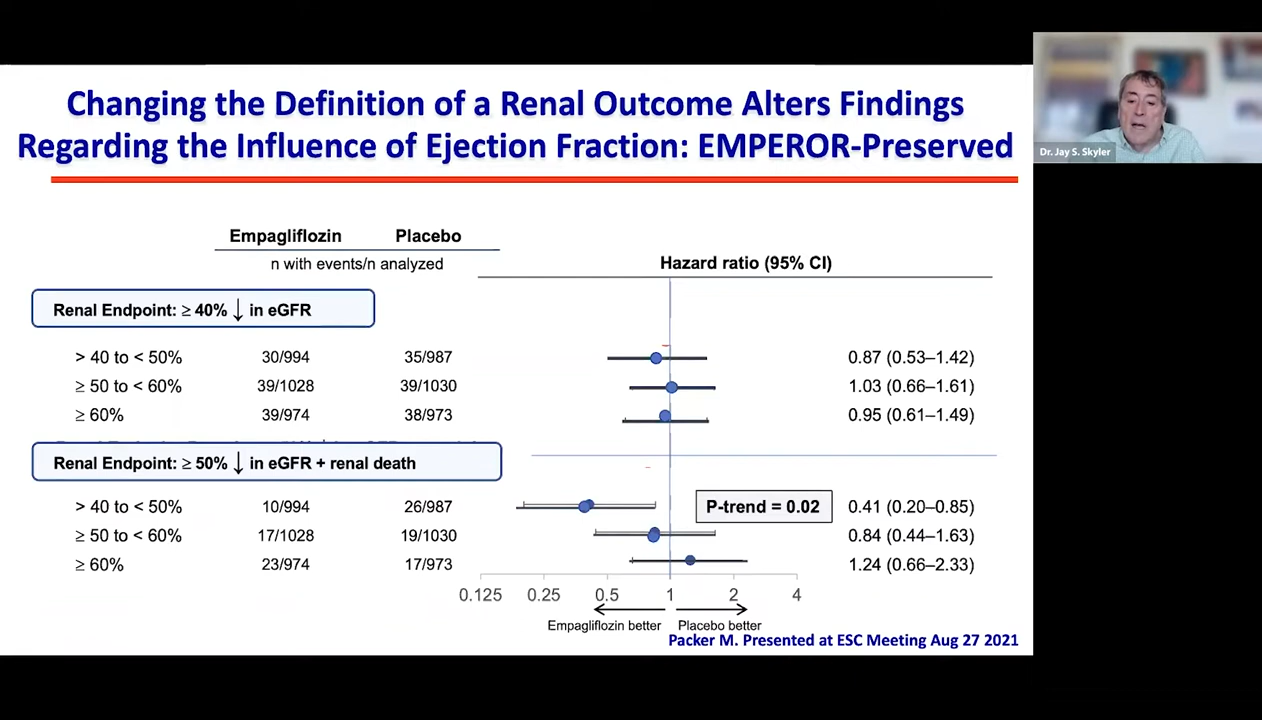 Changing the Definition of a Renal Outcome Alters Findings
Regarding the Influence of Ejection Fraction: EMPEROR-Preserved
Dr. Jay S. Skyler
Empagliflozin Placebo
n with events/n analyzed
Hazard ratio (95% CI)
Renal Endpoint: ≥ 40% ↓ in eGFR
> 40 to < 50% 30/994 35/987 0.87 (0.53–1.42)
≥ 50 to < 60% 39/1028 39/1030 1.03 (0.66–1.61)
≥ 60% 39/974 38/973 0.95 (0.61–1.49)
Renal Endpoint: ≥ 50% ↓ in eGFR + renal death
> 40 to < 50% 10/994 26/987 P-trend = 0.02 0.41 (0.20–0.85)
≥ 50 to < 60% 17/1028 19/1030 0.84 (0.44–1.63)
≥ 60% 23/974 17/973 1.24 (0.66–2.33)
0.125 0.25 0.5 1 2 4
Empagliflozin better Placebo better
Packer M. Presented at ESC Meeting Aug 27 2021